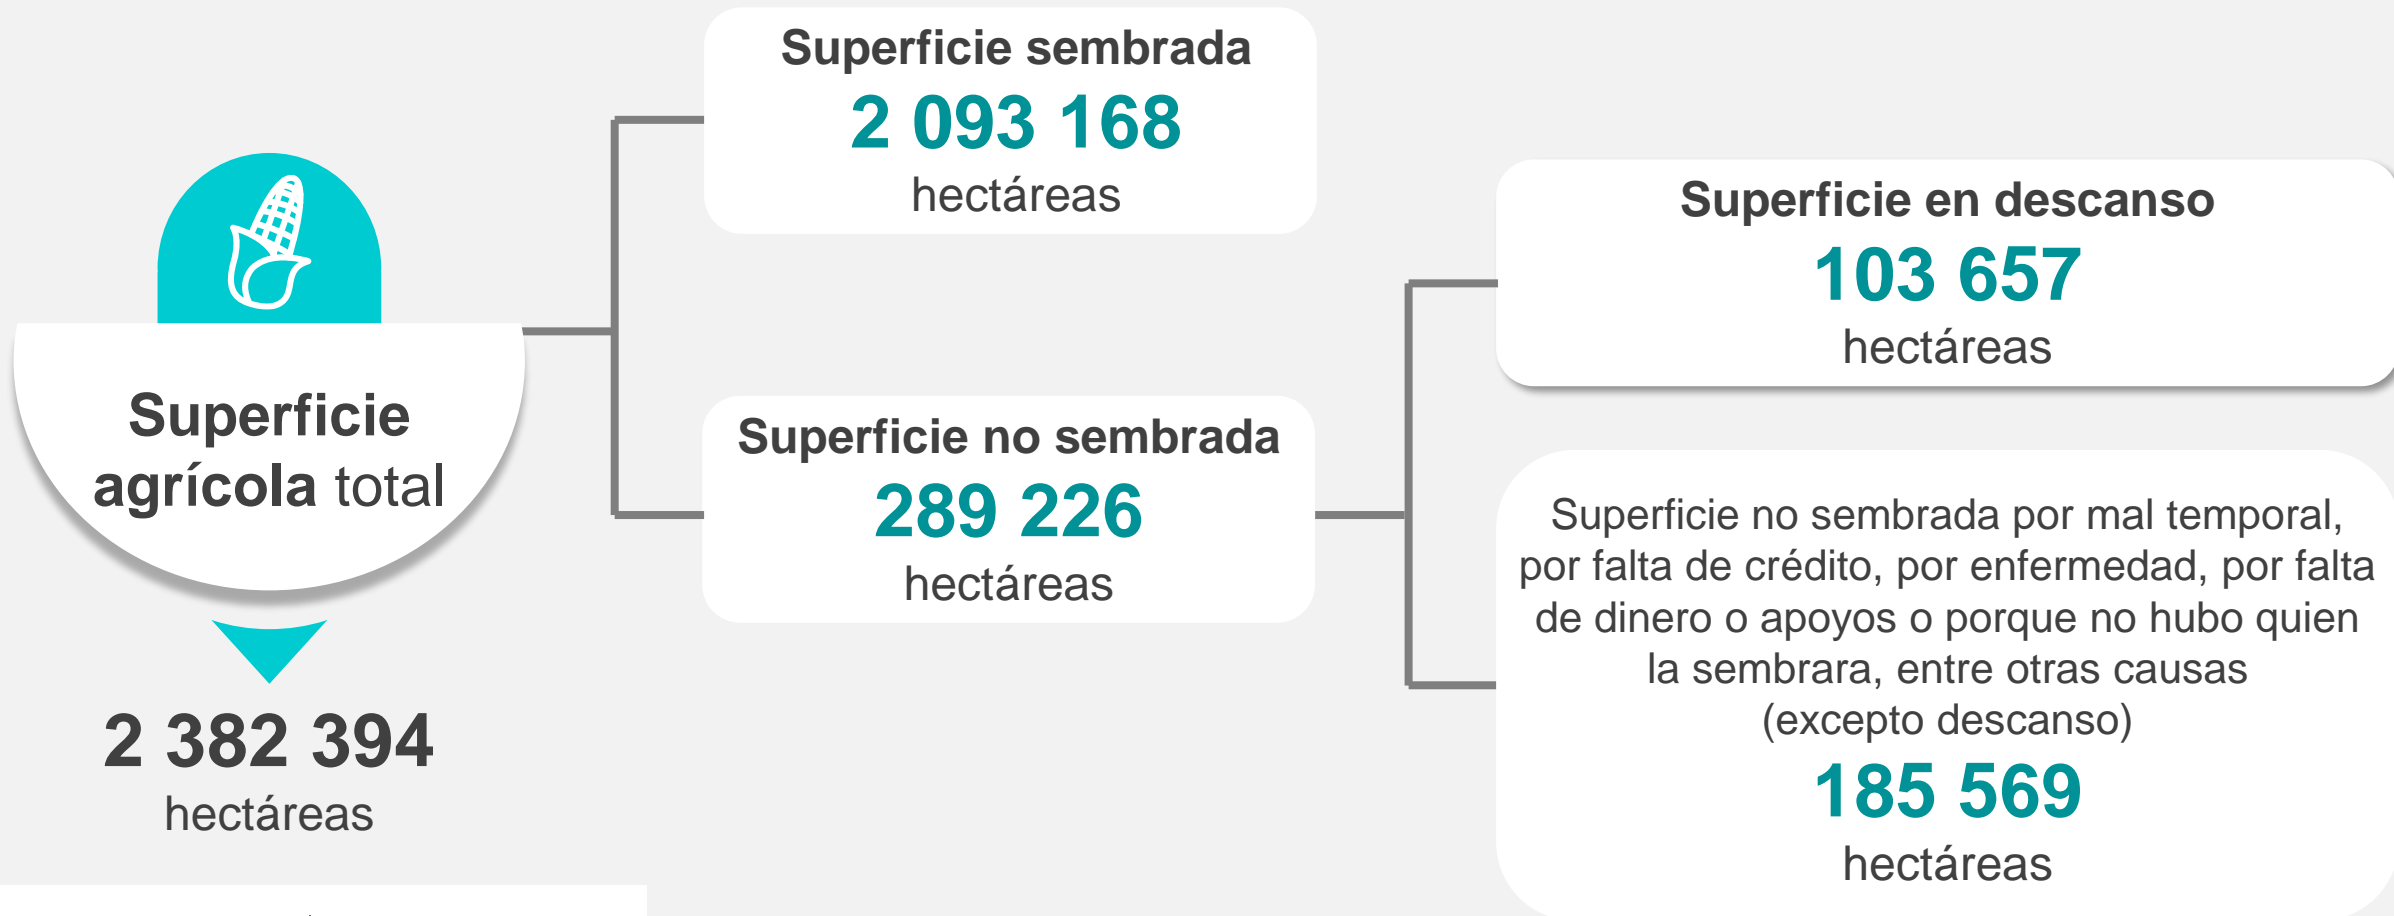 Superficie
agrícola total
2 382 394
hectáreas
Superficie sembrada
2 093 168
hectáreas
Superficie no sembrada
289 226
hectáreas
Superficie en descanso
103 657
hectáreas
Superficie no sembrada por mal temporal,
por falta de crédito, por enfermedad, por falta
de dinero o apoyos o porque no hubo quien
la sembrara, entre otras causas
(excepto descanso)
185 569
hectáreas